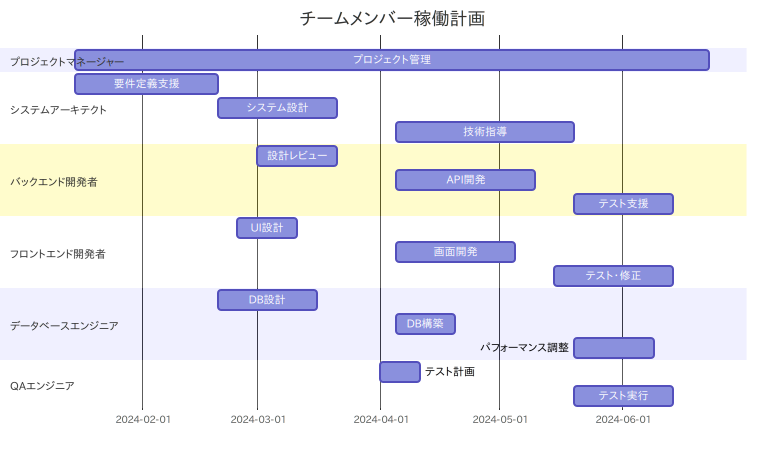 チームメンバー稼働計画
プロジェクトマネージャー
プロジェクト管理
要件定義支援
システムアーキテクト
システム設計
技術指導
設計レビュー
バックエンド開発者
API開発
テスト支援
UI設計
フロントエンド開発者
画面開発
テスト・修正
DB設計
データベースエンジニア
DB構築
パフォーマンス調整
テスト計画
QAエンジニア
テスト実行
2024-02-01
2024-03-01
2024-04-01
2024-05-01
2024-06-01